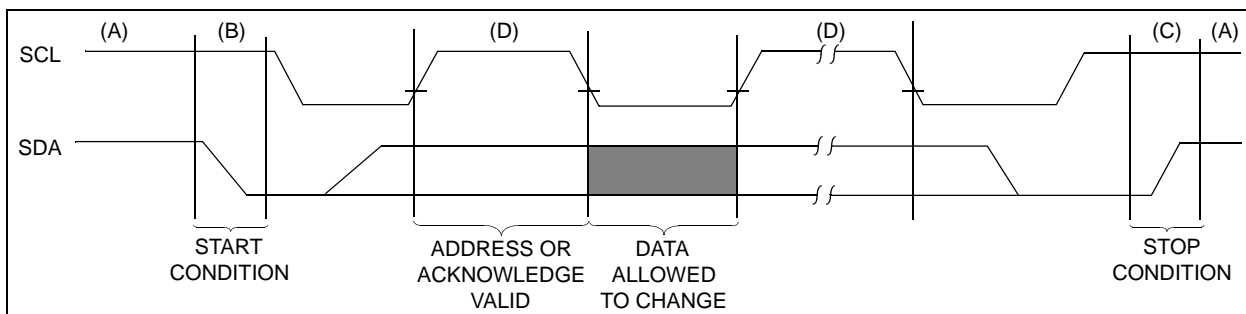 (A) (B) (D) (D) (C) (A)
SCL
SDA
START
CONDITION
ADDRESS OR
ACKNOWLEDGE
VALID
DATA
ALLOWED
TO CHANGE
STOP
CONDITION